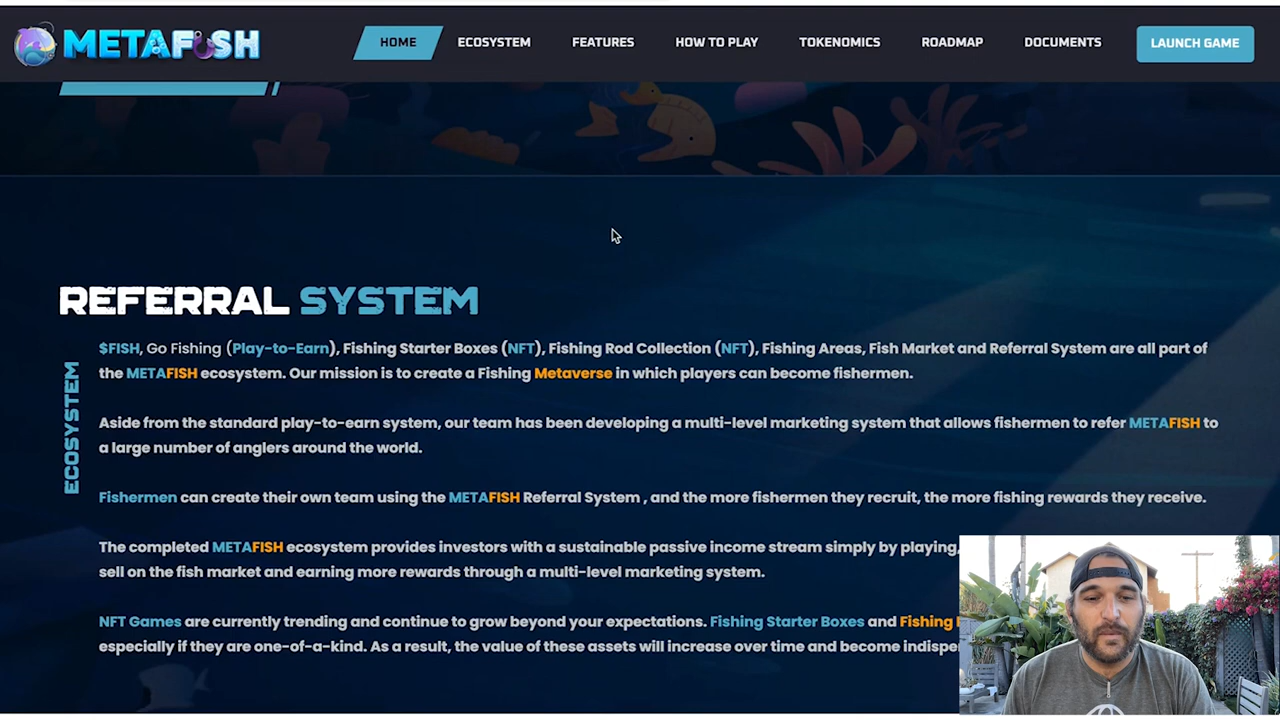 METAFISH
HOME
ECOSYSTEM
FEATURES
HOW TO PLAY
TOKENOMICS
ROADMAP
DOCUMENTS
LAUNCH GAME
REFERRAL SYSTEM
ECOSYSTEM
$FISH, Go Fishing (Play-to-Earn), Fishing Starter Boxes (NFT), Fishing Rod Collection (NFT), Fishing Areas, Fish Market and Referral System are all part of
the METAFISH ecosystem. Our mission is to create a Fishing Metaverse in which players can become fishermen.
Aside from the standard play-to-earn system, our team has been developing a multi-level marketing system that allows fishermen to refer METAFISH to
a large number of anglers around the world.
Fishermen can create their own team using the METAFISH Referral System , and the more fishermen they recruit, the more fishing rewards they receive.
The completed METAFISH ecosystem provides investors with a sustainable passive income stream simply by playing,
sell on the fish market and earning more rewards through a multi-level marketing system.
NFT Games are currently trending and continue to grow beyond your expectations. Fishing Starter Boxes and Fishing
especially if they are one-of-a-kind. As a result, the value of these assets will increase over time and become